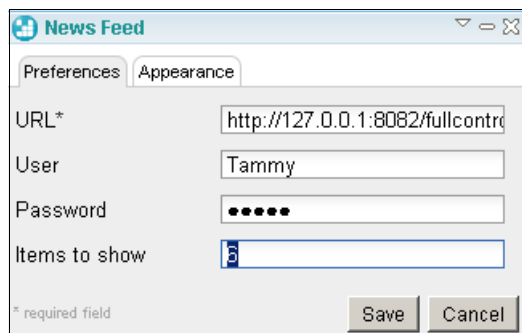 News Feed
Preferences Appearance
URL* http://127.0.0.1:8082/fullcontro
User Tammy
Password ●●●●●
Items to show 6
* required field Save Cancel